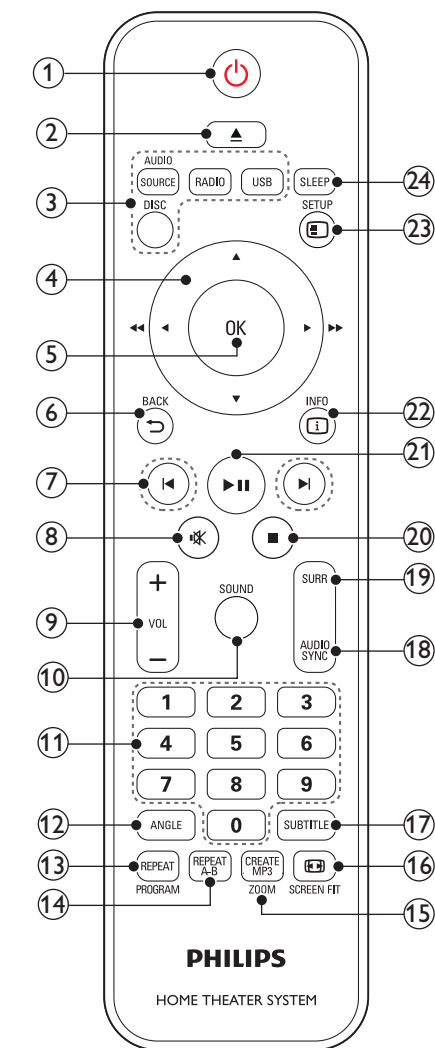 1
2
AUDIO
SOURCE RADIO USB SLEEP 24
3 DISC SETUP 23
4
OK
5
6 BACK INFO 22
21
7
8 20
+ SURR 19
9 VOL SOUND
− AUDIO
SYNC 18
10
1 2 3
11 4 5 6
7 8 9
12 ANGLE 0 SUBTITLE 17
13 REPEAT REPEAT
A-B CREATE
MP3 16
PROGRAM 14 ZOOM SCREEN FIT
15
PHILIPS
HOME THEATER SYSTEM